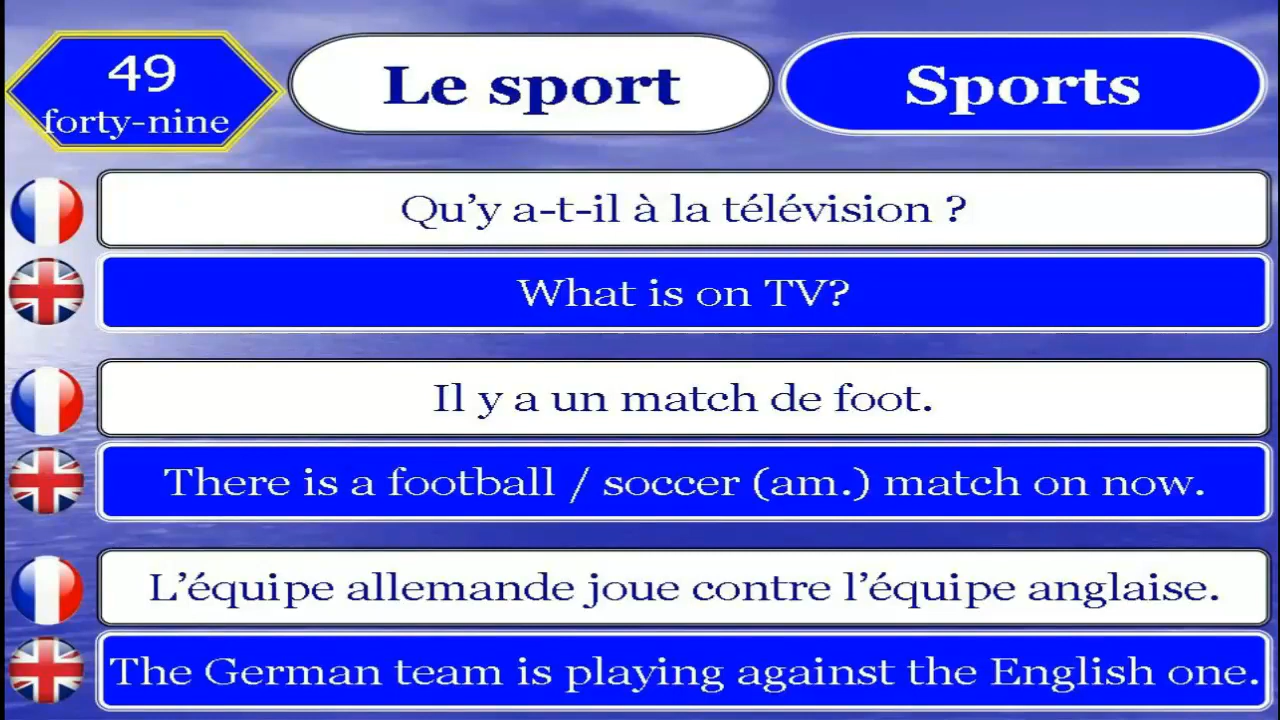 49
forty-nine
Le sport
Sports
Qu’y a-t-il à la télévision ?
What is on TV?
Il y a un match de foot.
There is a football / soccer (am.) match on now.
L’équipe allemande joue contre l’équipe anglaise.
The German team is playing against the English one.